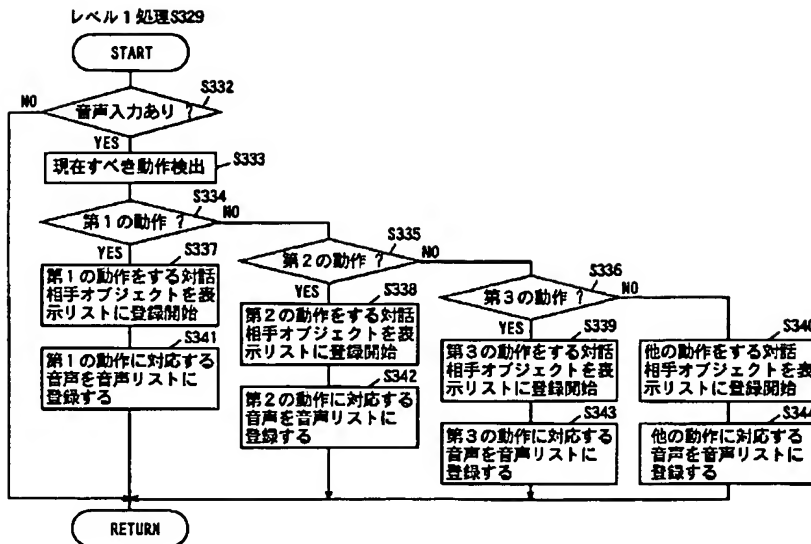 レベル1処理S329
START
S332
NO
音声入力あり ?
YES
現在すべき動作検出
S333
S334
第1の動作 ?
NO
YES
S337
第1の動作をする対話
相手オブジェクトを表
示リストに登録開始
S341
第1の動作に対応する
音声を音声リストに
登録する
S335
第2の動作 ?
NO
YES
S338
第2の動作をする対話
相手オブジェクトを表
示リストに登録開始
S342
第2の動作に対応する
音声を音声リストに
登録する
S336
第3の動作 ?
NO
YES
S339
第3の動作をする対話
相手オブジェクトを表
示リストに登録開始
S343
第3の動作に対応する
音声を音声リストに
登録する
S340
他の動作をする対話
相手オブジェクトを表
示リストに登録開始
S344
他の動作に対応する
音声を音声リストに
登録する
RETURN